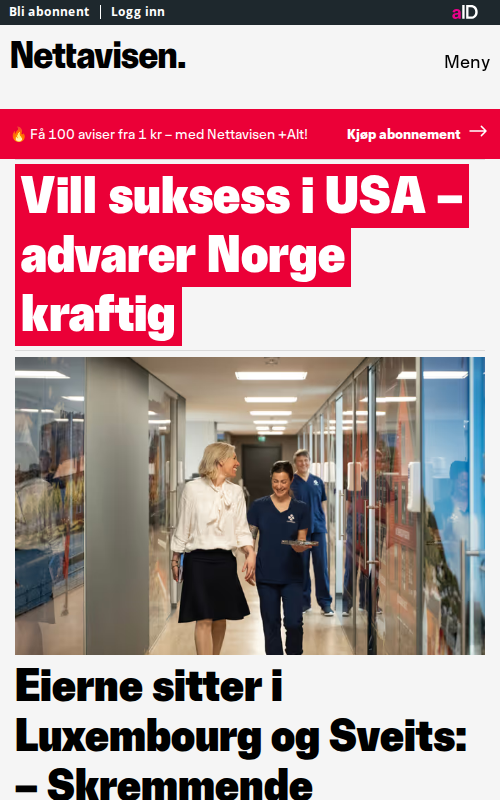 Bli abonnent | Logg inn
aID
Nettavisen.
Meny
🔥 Få 100 aviser fra 1 kr – med Nettavisen +Alt!
Kjøp abonnement →
Vill suksess i USA –
advarer Norge
kraftig
Eierne sitter i
Luxembourg og Sveits:
– Skremmende